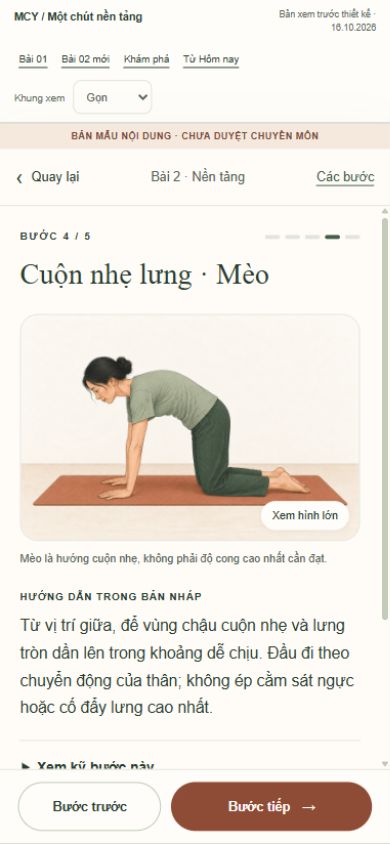 MCY / Một chút nền tảng
Bản xem trước thiết kế ·
16.10.2026
Bài 01 Bài 02 mới Khám phá Từ Hôm nay
Khung xem Gọn
BẢN MẪU NỘI DUNG · CHƯA DUYỆT CHUYÊN MÔN
‹ Quay lại Bài 2 · Nền tảng Các bước
BƯỚC 4 / 5
Cuộn nhẹ lưng · Mèo
Xem hình lớn
Mèo là hướng cuộn nhẹ, không phải độ cong cao nhất cần đạt.
HƯỚNG DẪN TRONG BẢN NHÁP
Từ vị trí giữa, để vùng chậu cuộn nhẹ và lưng
tròn dần lên trong khoảng dễ chịu. Đầu đi theo
chuyển động của thân; không ép cằm sát ngực
hoặc cố đẩy lưng cao nhất.
▶ Xem kỹ bước này
Bước trước Bước tiếp →